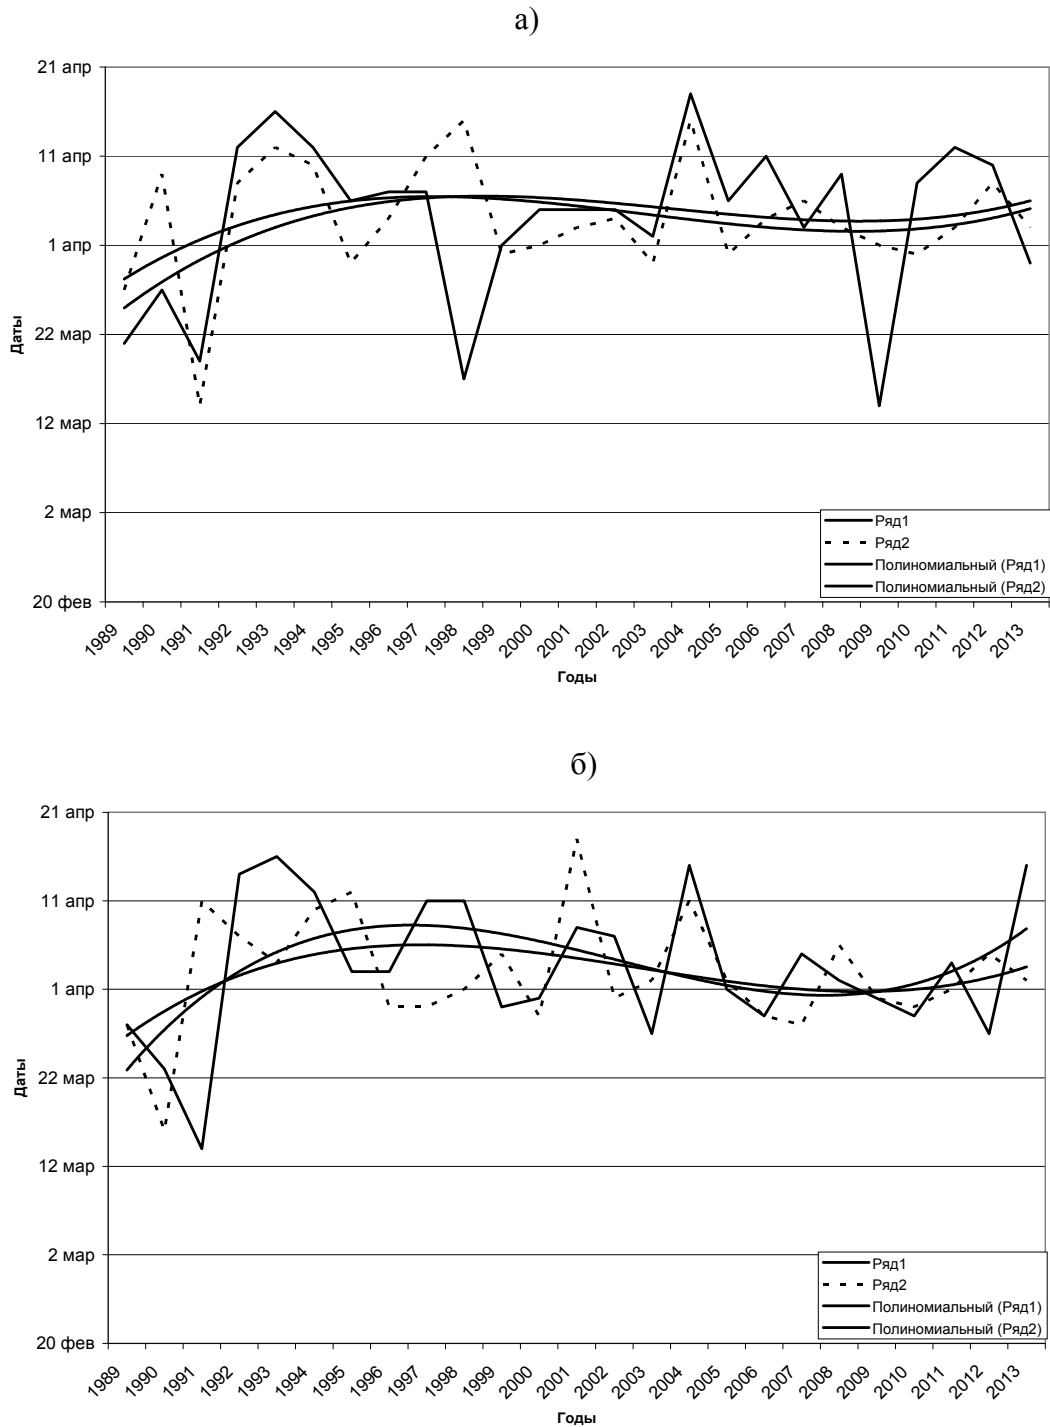 а)
21 апр
11 апр
1 апр
22 мар
12 мар
2 мар
20 фев
Даты
Ряд1
Ряд2
Полиномиальный (Ряд1)
Полиномиальный (Ряд2)
1989 1990 1991 1992 1993 1994 1995 1996 1997 1998 1999 2000 2001 2002 2003 2004 2005 2006 2007 2008 2009 2010 2011 2012 2013
Годы
б)
21 апр
11 апр
1 апр
22 мар
12 мар
2 мар
20 фев
Даты
Ряд1
Ряд2
Полиномиальный (Ряд1)
Полиномиальный (Ряд2)
1989 1990 1991 1992 1993 1994 1995 1996 1997 1998 1999 2000 2001 2002 2003 2004 2005 2006 2007 2008 2009 2010 2011 2012 2013
Годы